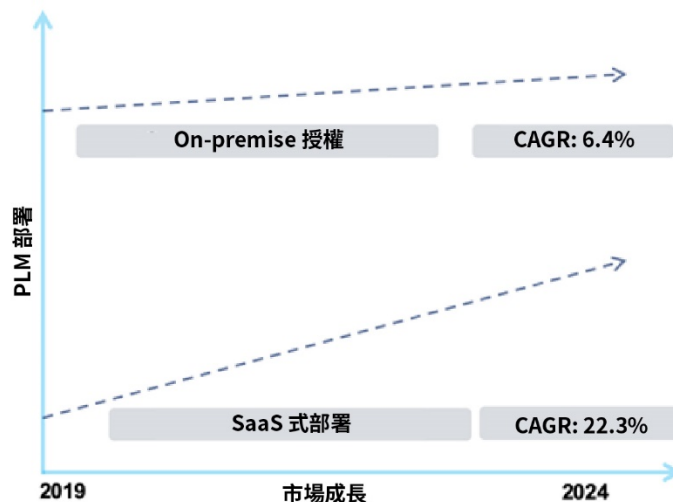 On-premise 授權
CAGR: 6.4%
PLM 部署
SaaS 式部署
CAGR: 22.3%
2019
市場成長
2024